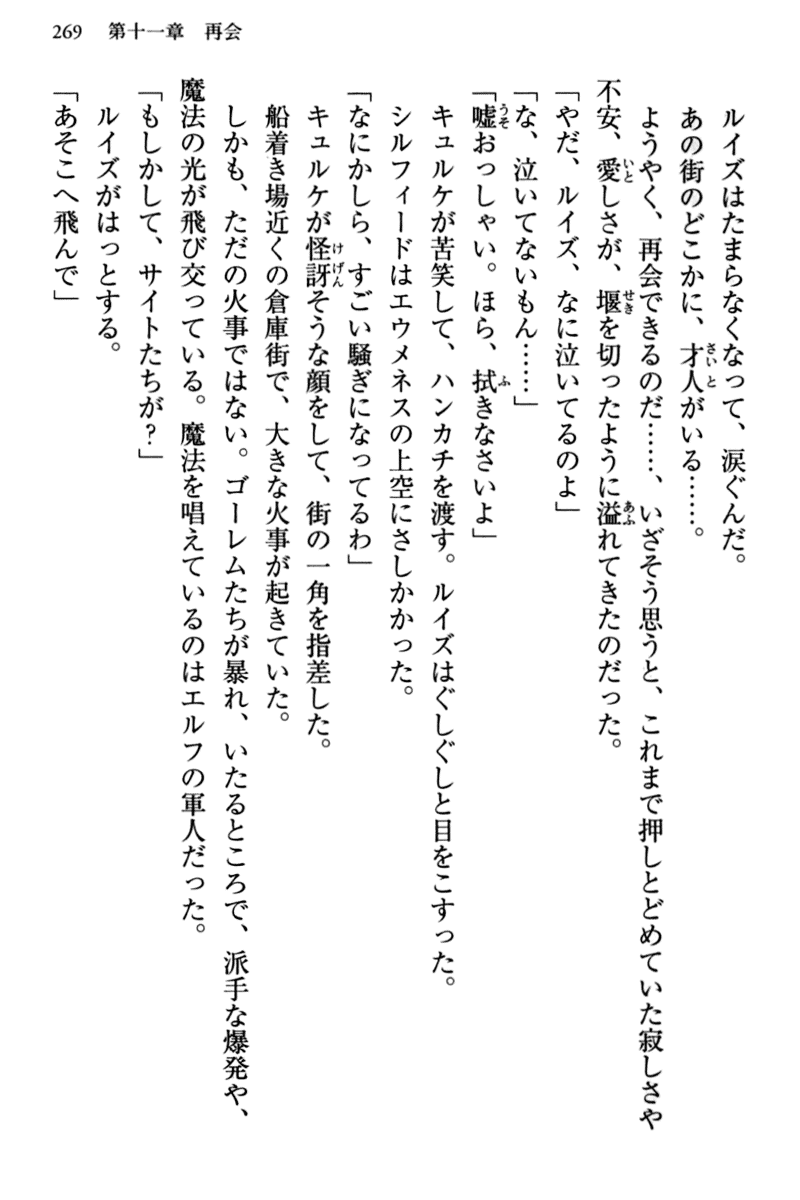 269　第十一章　再会
ルイズはたまらなくなって、涙ぐんだ。
あの街のどこかに、才人がいる……。
ようやく、再会できるのだ……、いざそう思うと、これまで押しとどめていた寂しさや
不安、愛しさが、堰を切ったように溢れてきたのだった。
「やだ、ルイズ、なに泣いてるのよ」
「な、泣いてないもん……」
「嘘おっしゃい。ほら、拭きなさいよ」
キュルケが苦笑して、ハンカチを渡す。ルイズはぐしぐしと目をこすった。
シルフィードはエウメネスの上空にさしかかった。
「なにかしら、すごい騒ぎになってるわ」
キュルケが怪訝そうな顔をして、街の一角を指差した。
船着き場近くの倉庫街で、大きな火事が起きていた。
しかも、ただの火事ではない。ゴーレムたちが暴れ、いたるところで、派手な爆発や、
魔法の光が飛び交っている。魔法を唱えているのはエルフの軍人だった。
「もしかして、サイトたちが？」
ルイズがはっとする。
「あそこへ飛んで」